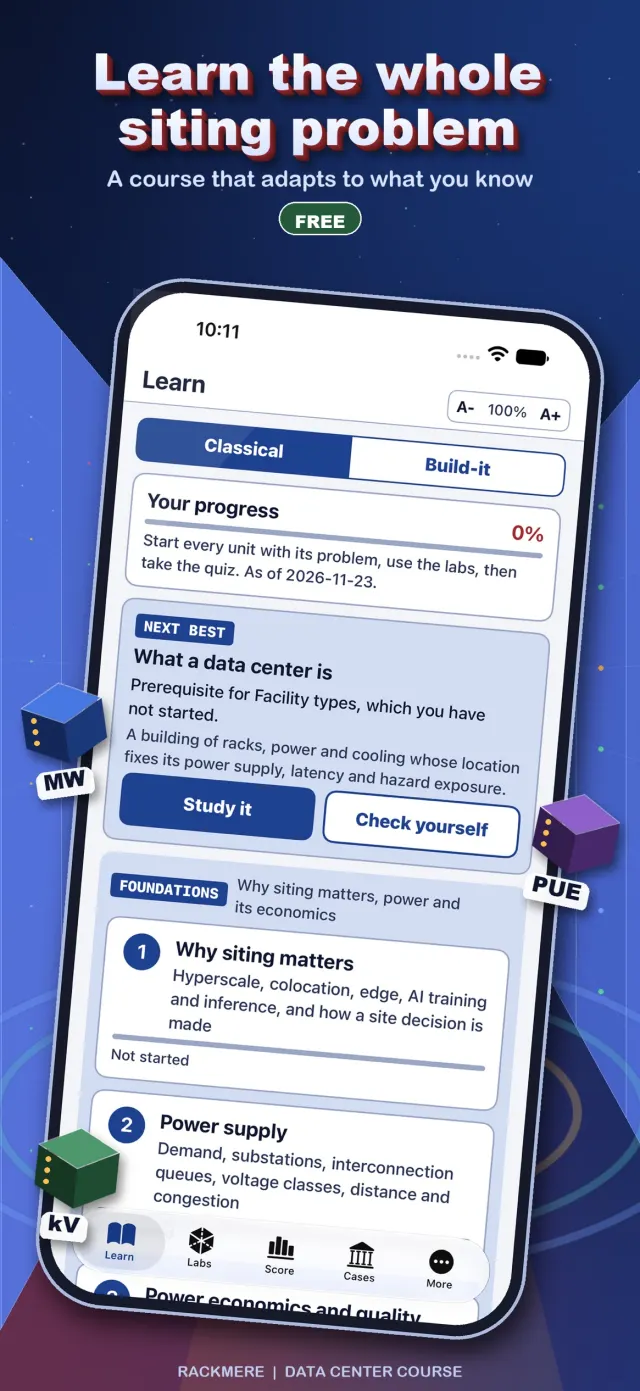 Learn the whole
siting problem
A course that adapts to what you know
FREE
10:11
Learn
A- 100% A+
Classical
Build-it
Your progress
0%
Start every unit with its problem, use the labs, then
take the quiz. As of 2026-11-23.
NEXT BEST
What a data center is
Prerequisite for Facility types, which you have
not started.
A building of racks, power and cooling whose location
fixes its power supply, latency and hazard exposure.
Study it
Check yourself
MW
PUE
FOUNDATIONS
Why siting matters, power and
its economics
1
Why siting matters
Hyperscale, colocation, edge, AI training
and inference, and how a site decision is
made
Not started
2
Power supply
Demand, substations, interconnection
queues, voltage classes, distance and
congestion
kV
Learn
Labs
Score
Cases
More
Power economics and quality
RACKMERE | DATA CENTER COURSE